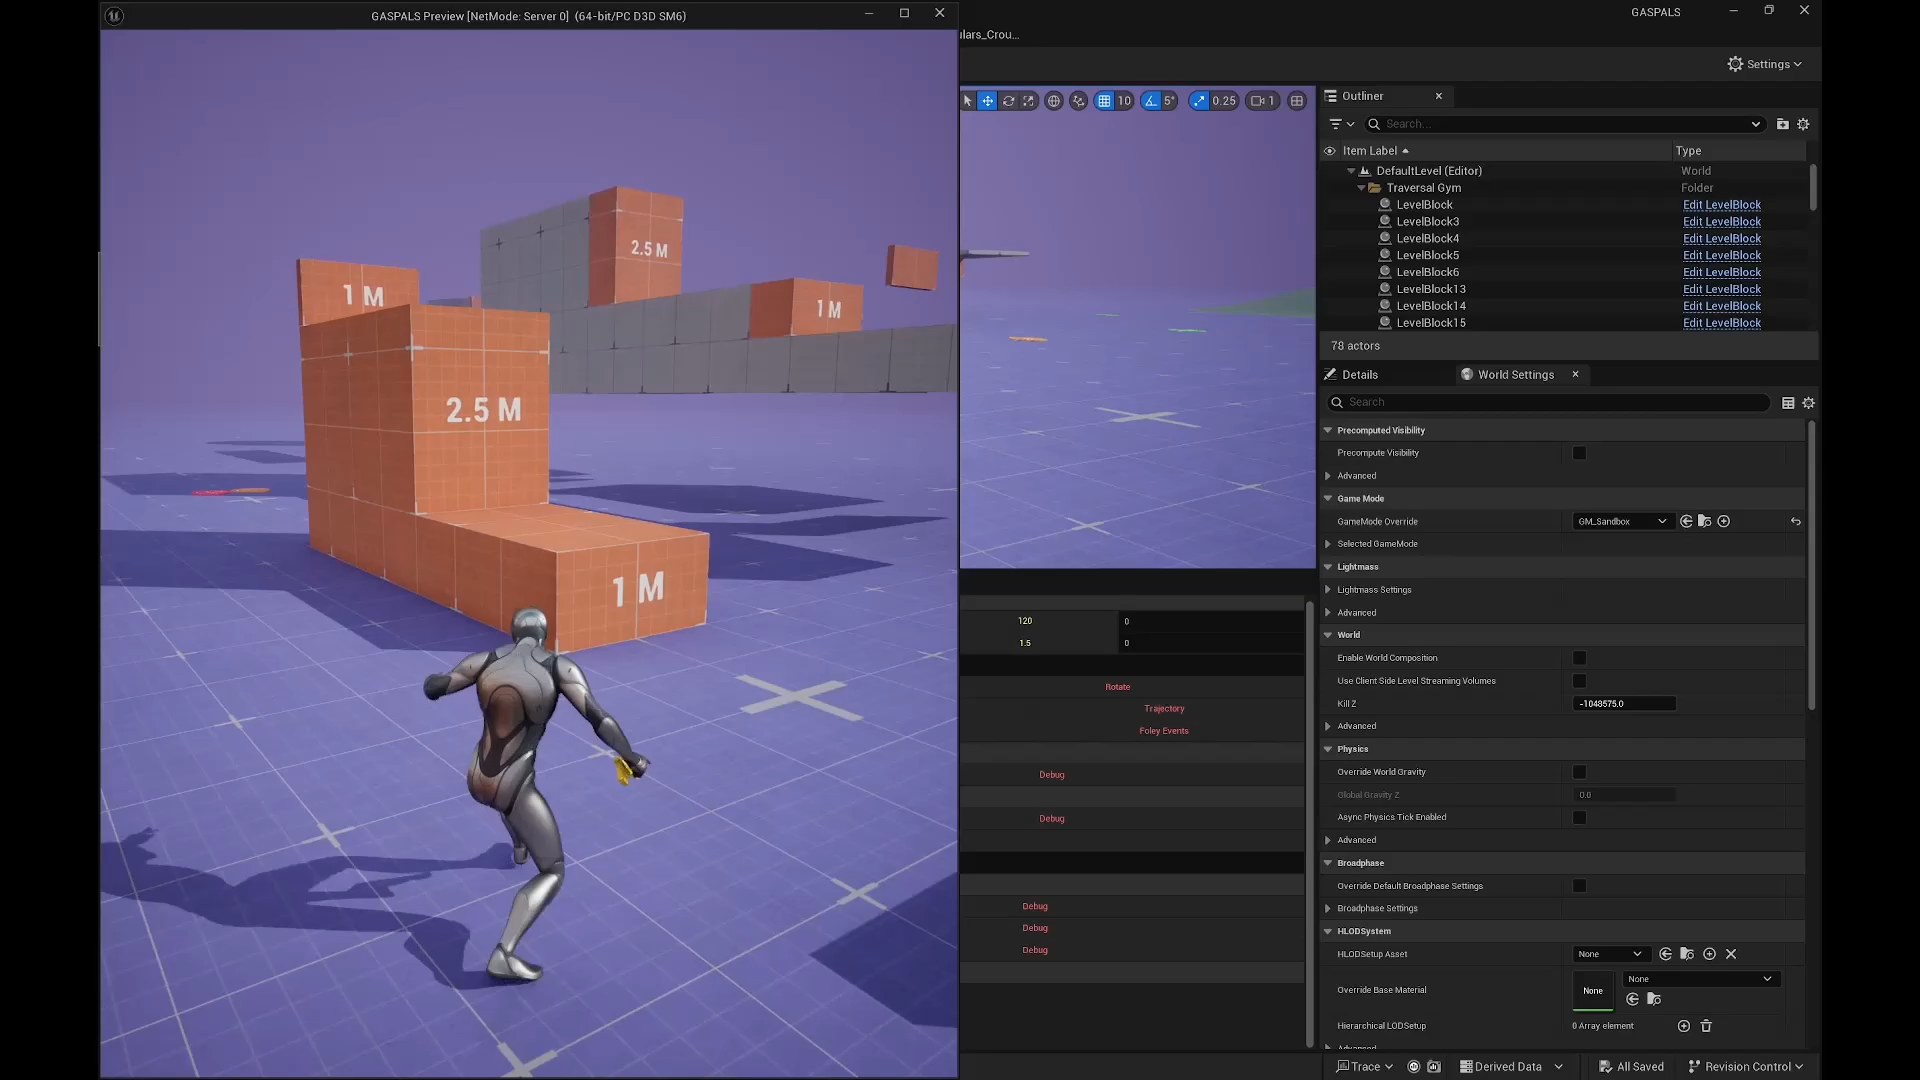 GASPALS Preview [NetMode: Server 0] (64-bit/PC D3D SM6)
GASPALS
ulars_Crou...
Settings
10
5°
0.25
1
Outliner
Search...
Item Label
Type
DefaultLevel (Editor)
World
Traversal Gym
Folder
LevelBlock
Edit LevelBlock
LevelBlock3
Edit LevelBlock
LevelBlock4
Edit LevelBlock
LevelBlock5
Edit LevelBlock
LevelBlock6
Edit LevelBlock
LevelBlock13
Edit LevelBlock
LevelBlock14
Edit LevelBlock
LevelBlock15
Edit LevelBlock
78 actors
2.5 M
1 M
1 M
2.5 M
1 M
Details
World Settings
Search
Precomputed Visibility
Precompute Visibility
Advanced
Game Mode
GameMode Override
GM_Sandbox
Selected GameMode
Lightmass
Lightmass Settings
Advanced
World
Enable World Composition
Use Client Side Level Streaming Volumes
Kill Z
-1048575.0
Advanced
Physics
Override World Gravity
Global Gravity Z
0.0
Async Physics Tick Enabled
Advanced
Broadphase
Override Default Broadphase Settings
Broadphase Settings
HLODSystem
HLODSetup Asset
None
Override Base Material
None
None
Hierarchical LODSetup
0 Array element
Advanced
120
0
1.5
0
Rotate
Trajectory
Foley Events
Debug
Debug
Debug
Debug
Debug
Trace
Derived Data
All Saved
Revision Control